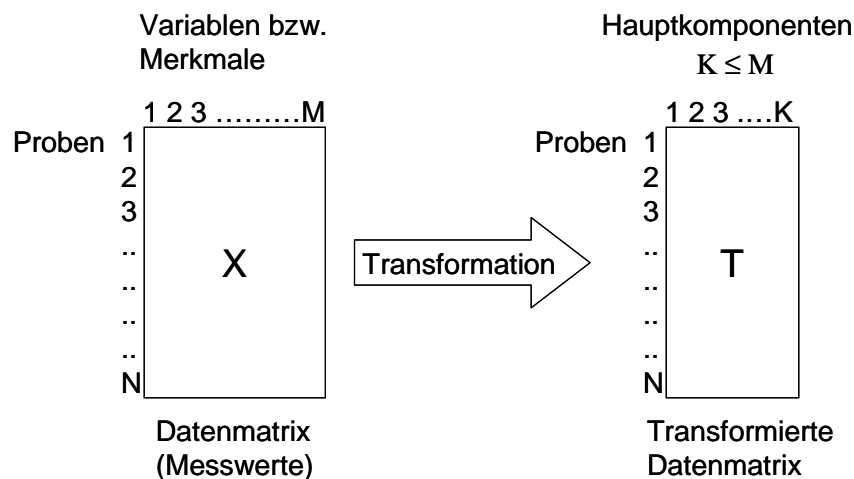 Variablen bzw.
Merkmale
1 2 3 .........M
Proben 1
2
3
..
..
..
..
N
X
Datenmatrix
(Messwerte)
Transformation
Hauptkomponenten
K ≤ M
1 2 3 ....K
Proben 1
2
3
..
..
..
..
N
T
Transformierte
Datenmatrix